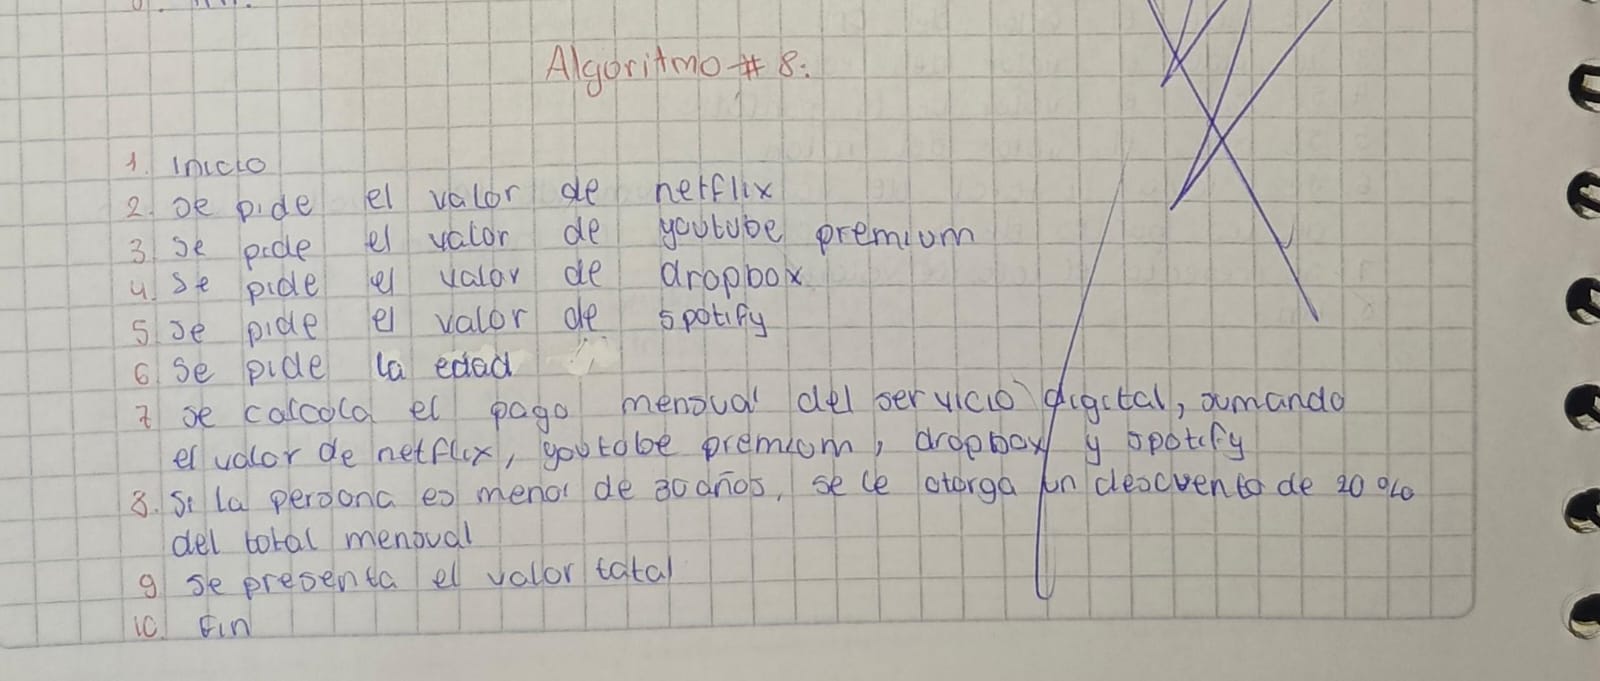 Algoritmo # 8:
1. Inicio
2. se pide el valor de netflix
3. se pide el valor de youtube premium
4. se pide el valor de dropbox
5. se pide el valor de spotify
6. se pide la edad
7. se calcula el pago mensual del servicio digital, sumando
el valor de netflix, youtube premium, dropbox y spotify
8. Si la persona es menor de 30 años, se le otorga un descuento de 20%
del total mensual
9. se presenta el valor total
10. Fin